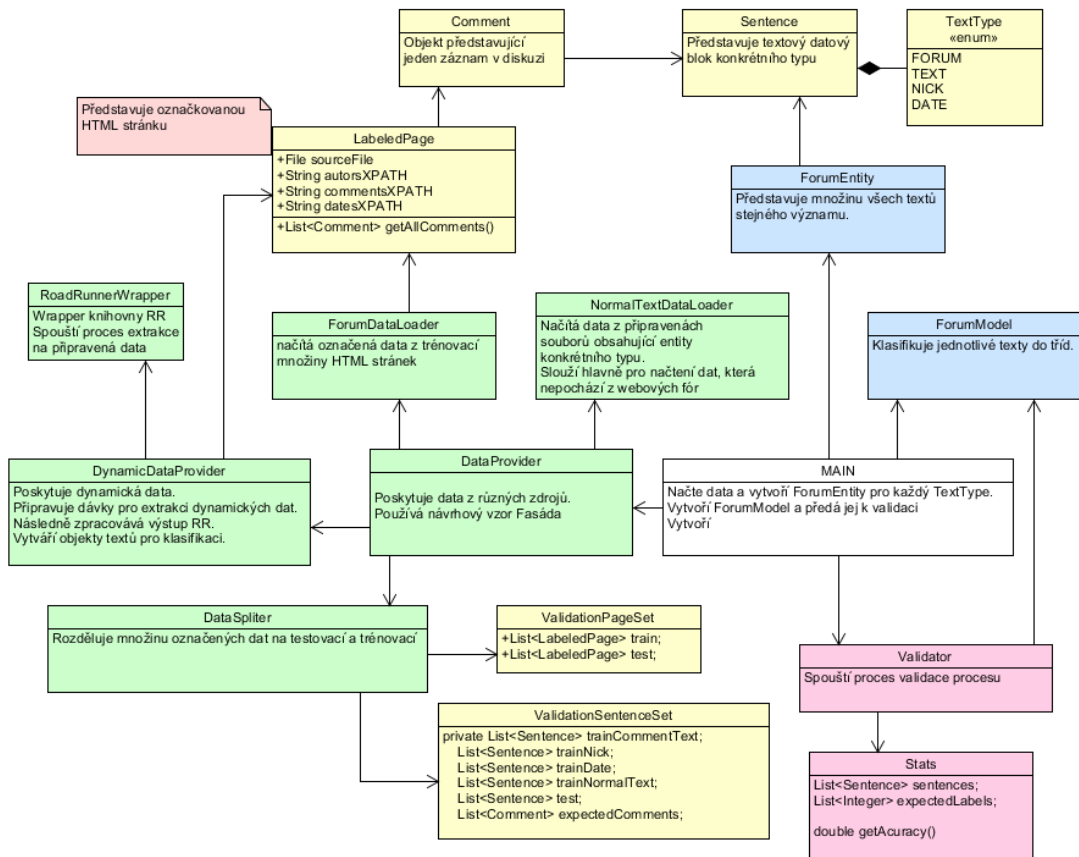 Comment
Objekt představující
jeden záznam v diskuzi
Sentence
Představuje textový datový
blok konkrétního typu
TextType
«enum»
FORUM
TEXT
NICK
DATE
Představuje označkovanou
HTML stránku
LabeledPage
+File sourceFile
+String autorsXPATH
+String commentsXPATH
+String datesXPATH
+List<Comment> getAllComments()
ForumEntity
Představuje množinu všech textů
stejného významu.
RoadRunnerWrapper
Wrapper knihovny RR
Spouští proces extrakce
na připravená data
ForumDataLoader
načítá označená data z trénovací
množiny HTML stránek
NormalTextDataLoader
Načítá data z připravenách
souborů obsahující entity
konkrétního typu.
Slouží hlavně pro načtení dat, která
nepochází z webových fór
ForumModel
Klasifikuje jednotlivé texty do tříd.
DynamicDataProvider
Poskytuje dynamická data.
Připravuje dávky pro extrakci dynamických dat.
Následně zpracovává výstup RR.
Vytváří objekty textů pro klasifikaci.
DataProvider
Poskytuje data z různých zdrojů.
Používá návrhový vzor Fasáda
MAIN
Načte data a vytvoří ForumEntity pro každý TextType.
Vytvoří ForumModel a předá jej k validaci
Vytvoří
DataSpliter
Rozděluje množinu označených dat na testovací a trénovací
ValidationPageSet
+List<LabeledPage> train;
+List<LabeledPage> test;
Validator
Spouští proces validace procesu
ValidationSentenceSet
private List<Sentence> trainCommentText;
List<Sentence> trainNick;
List<Sentence> trainDate;
List<Sentence> trainNormalText;
List<Sentence> test;
List<Comment> expectedComments;
Stats
List<Sentence> sentences;
List<Integer> expectedLabels;
double getAcuracy()